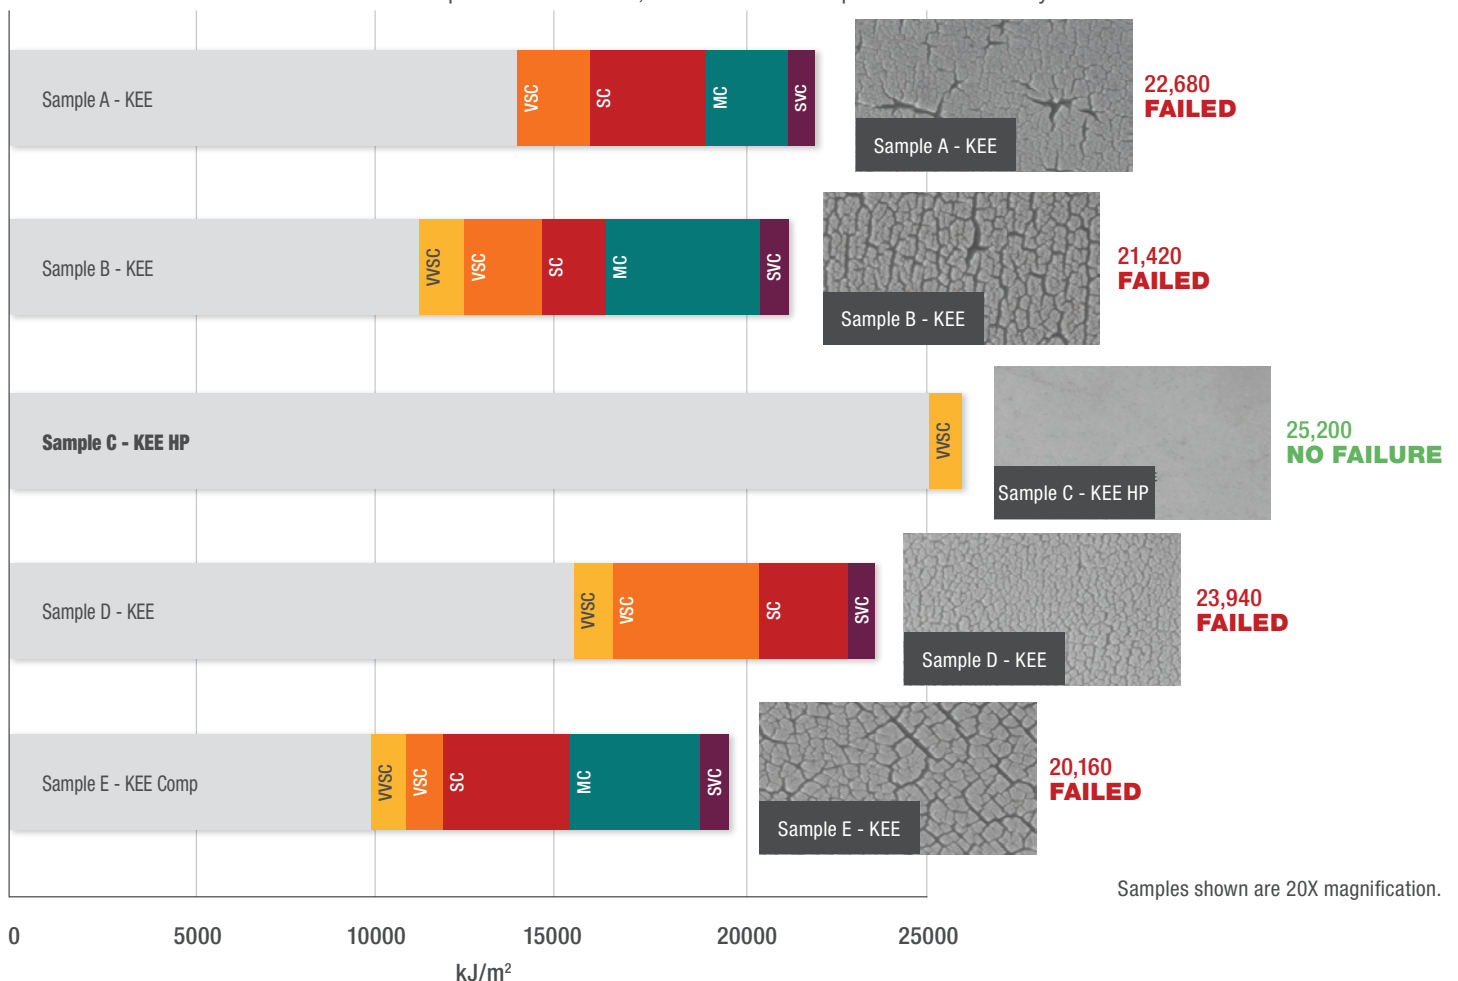 Sample A - KEE
VSC
SC
MC
SVC
Sample A - KEE
22,680
FAILED
Sample B - KEE
VVSC
VSC
SC
MC
SVC
Sample B - KEE
21,420
FAILED
Sample C - KEE HP
VVSC
Sample C - KEE HP
25,200
NO FAILURE
Sample D - KEE
VVSC
VSC
SC
SVC
Sample D - KEE
23,940
FAILED
Sample E - KEE Comp
VVSC
VSC
SC
MC
SVC
Sample E - KEE
20,160
FAILED
Samples shown are 20X magnification.
0 5000 10000 15000 20000 25000
kJ/m²